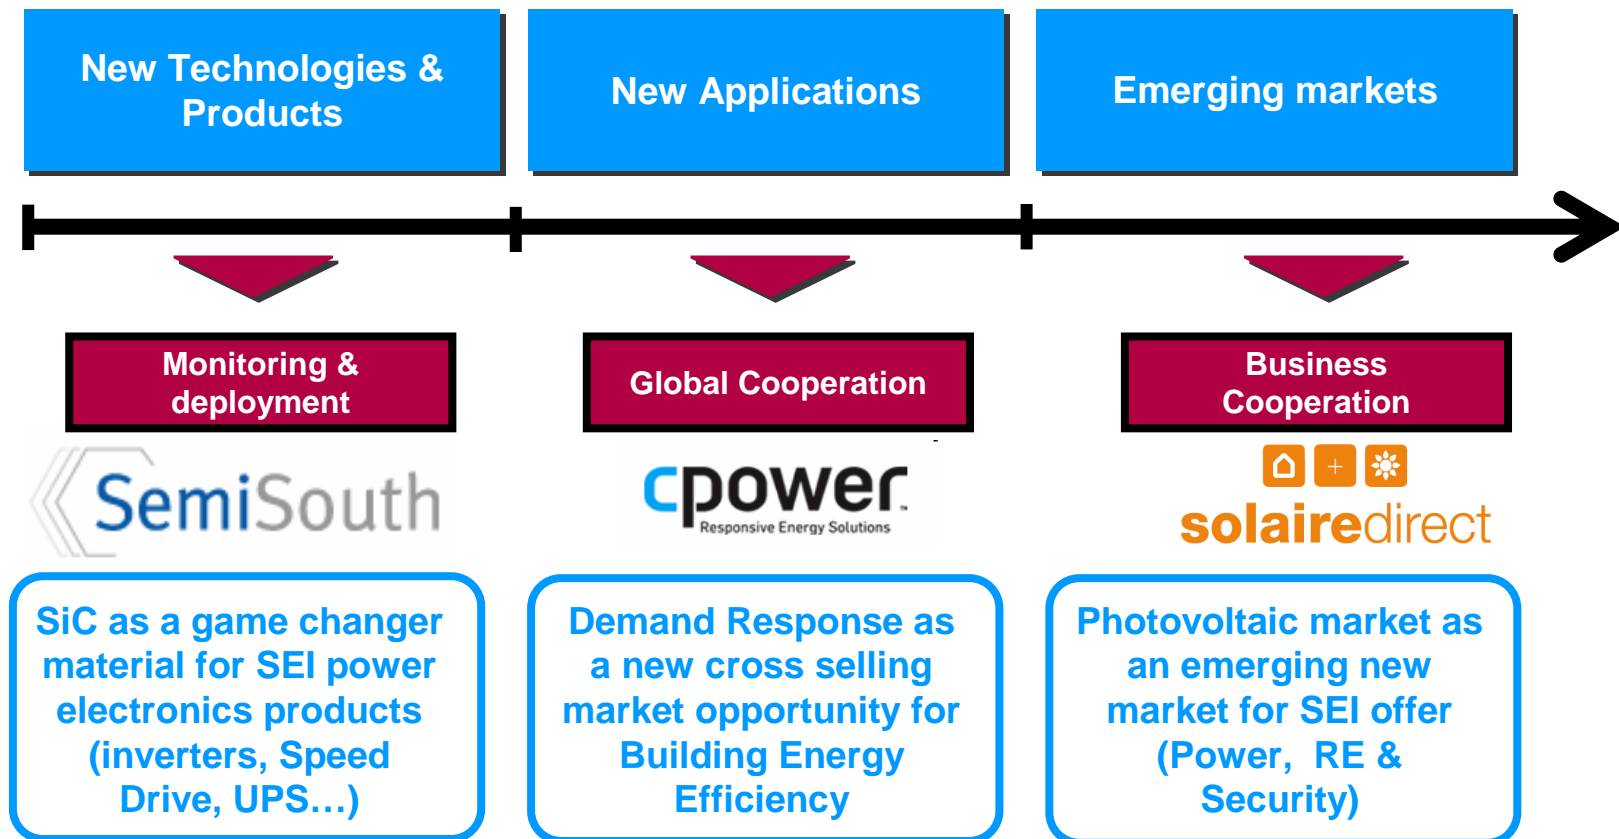 New Technologies &
Products
New Applications
Emerging markets
Monitoring &
deployment
Global Cooperation
Business
Cooperation
SemiSouth
cpower™
Responsive Energy Solutions
+
solairedirect
SiC as a game changer
material for SEI power
electronics products
(inverters, Speed
Drive, UPS…)
Demand Response as
a new cross selling
market opportunity for
Building Energy
Efficiency
Photovoltaic market as
an emerging new
market for SEI offer
(Power, RE &
Security)